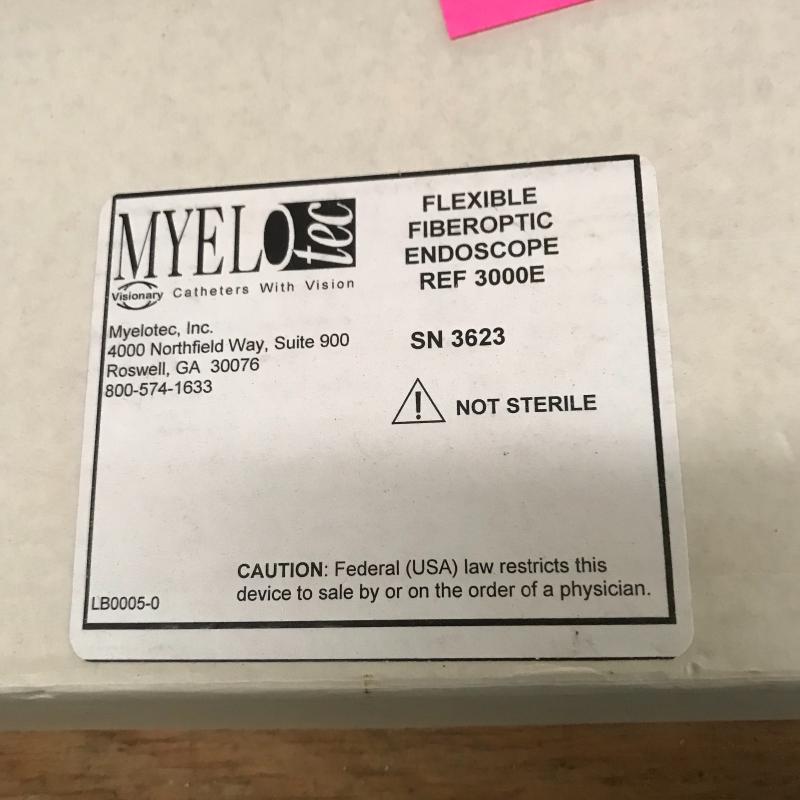 MYELOtec
Visionary Catheters With Vision
Myelotec, Inc.
4000 Northfield Way, Suite 900
Roswell, GA 30076
800-574-1633
FLEXIBLE
FIBEROPTIC
ENDOSCOPE
REF 3000E
SN 3623
NOT STERILE
CAUTION: Federal (USA) law restricts this
device to sale by or on the order of a physician.
LB0005-0